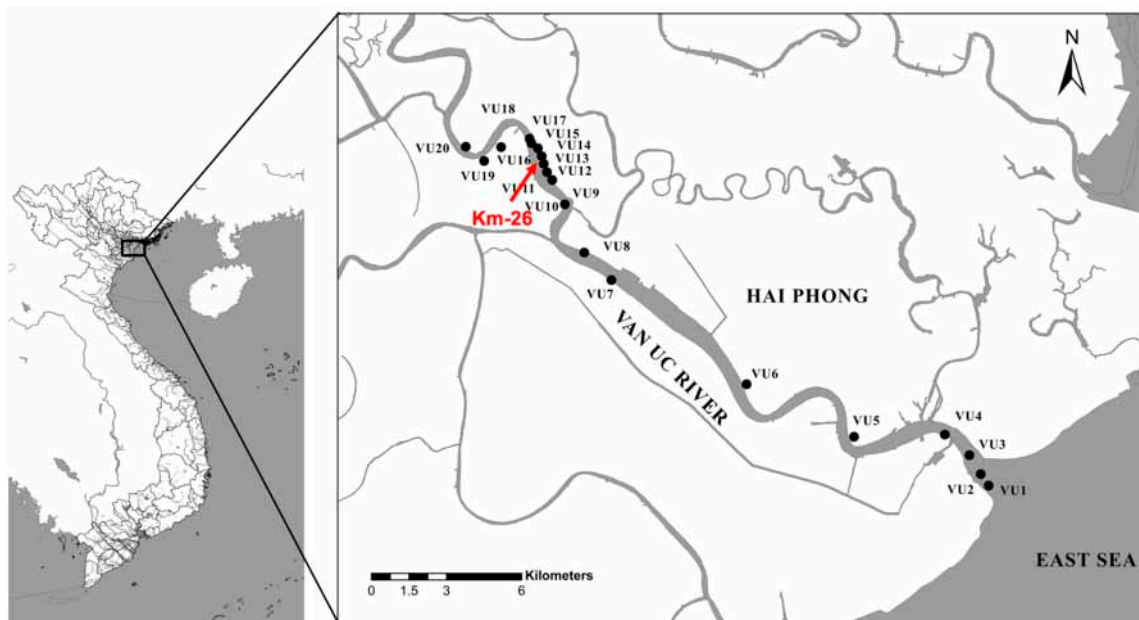 N
VU18
VU17
VU15
VU14
VU20
VU16
VU13
VU19
VU12
VU11
VU9
VU10
Km-26
VU8
VU7
HAI PHONG
VAN UC RIVER
VU6
VU5
VU4
VU3
VU2
VU1
EAST SEA
Kilometers
0 1.5 3 6